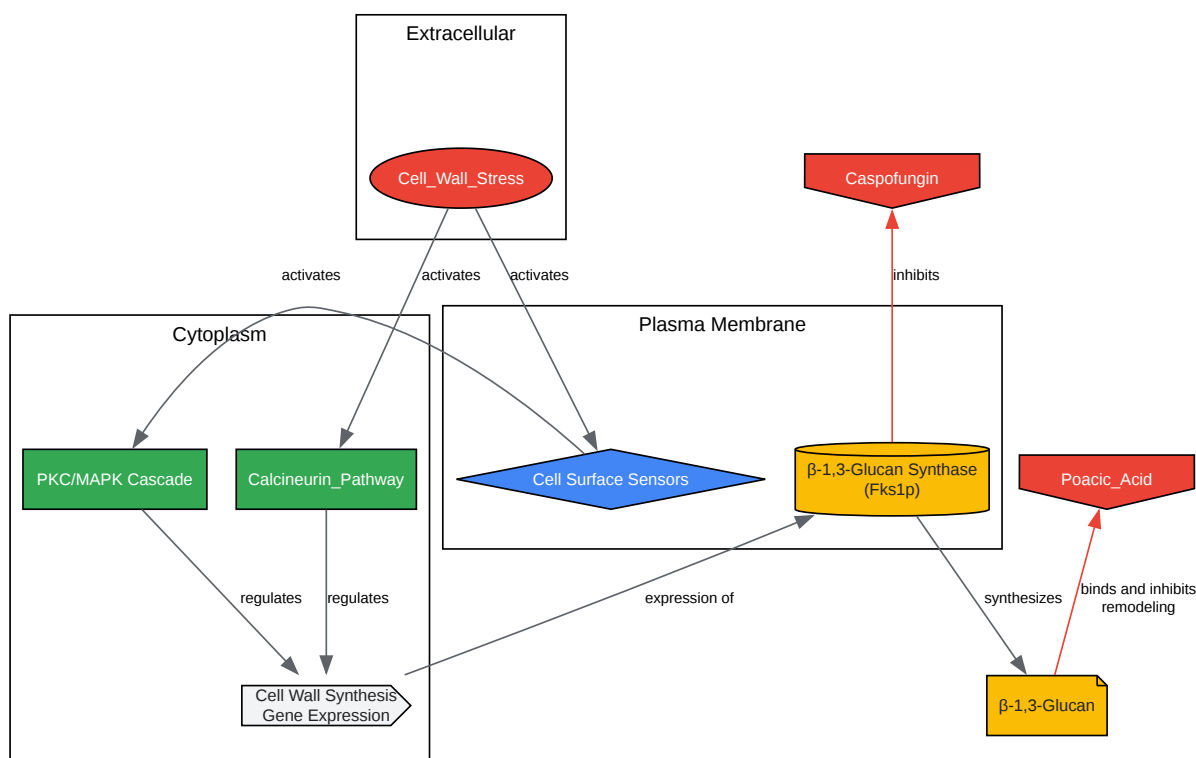 Extracellular
Cell_Wall_Stress
Caspofungin
activates
activates
activates
inhibits
Cytoplasm
Plasma Membrane
PKC/MAPK Cascade
Calcineurin_Pathway
Cell Surface Sensors
β-1,3-Glucan Synthase
(Fks1p)
Poacic_Acid
regulates
regulates
expression of
synthesizes
binds and inhibits
remodeling
Cell Wall Synthesis
Gene Expression
β-1,3-Glucan